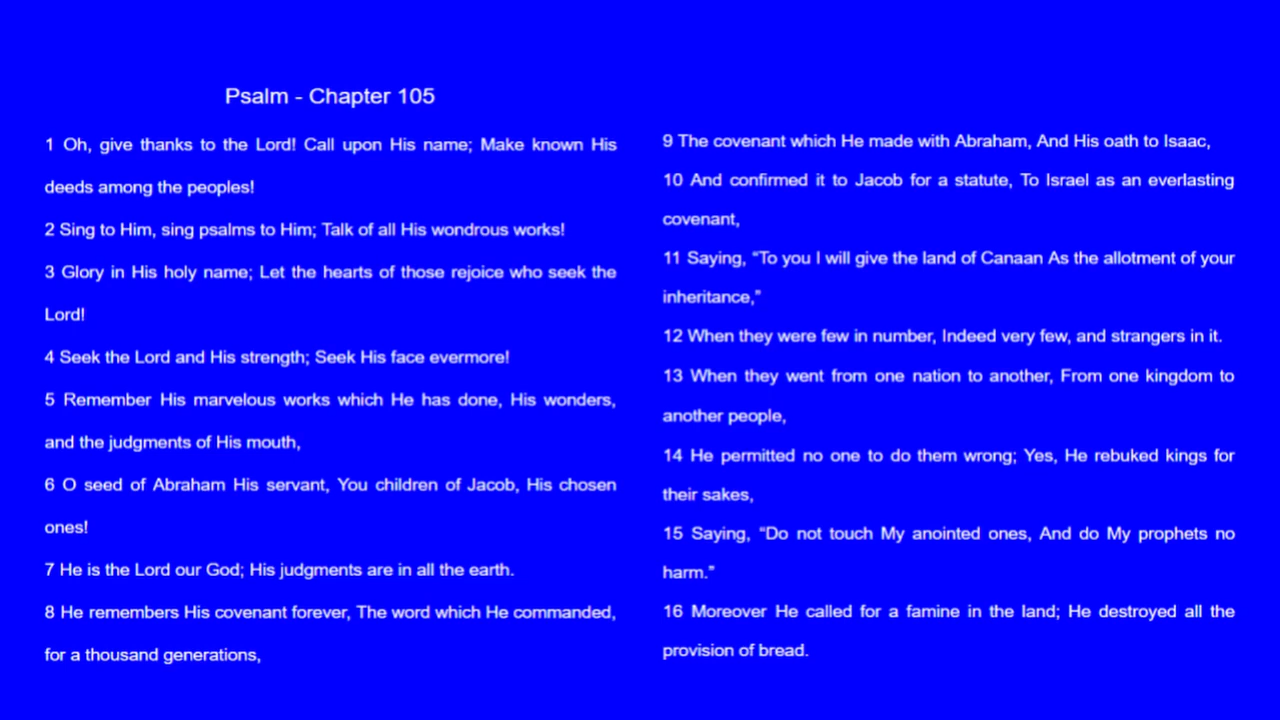 Psalm - Chapter 105
1 Oh, give thanks to the Lord! Call upon His name; Make known His
deeds among the peoples!
2 Sing to Him, sing psalms to Him; Talk of all His wondrous works!
3 Glory in His holy name; Let the hearts of those rejoice who seek the
Lord!
4 Seek the Lord and His strength; Seek His face evermore!
5 Remember His marvelous works which He has done, His wonders,
and the judgments of His mouth,
6 O seed of Abraham His servant, You children of Jacob, His chosen
ones!
7 He is the Lord our God; His judgments are in all the earth.
8 He remembers His covenant forever, The word which He commanded,
for a thousand generations,
9 The covenant which He made with Abraham, And His oath to Isaac,
10 And confirmed it to Jacob for a statute, To Israel as an everlasting
covenant,
11 Saying, “To you I will give the land of Canaan As the allotment of your
inheritance,”
12 When they were few in number, Indeed very few, and strangers in it.
13 When they went from one nation to another, From one kingdom to
another people,
14 He permitted no one to do them wrong; Yes, He rebuked kings for
their sakes,
15 Saying, “Do not touch My anointed ones, And do My prophets no
harm.”
16 Moreover He called for a famine in the land; He destroyed all the
provision of bread.